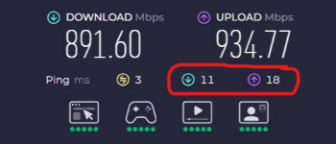 DOWNLOAD Mbps UPLOAD Mbps
891.60 934.77
Ping ms 3 11 18